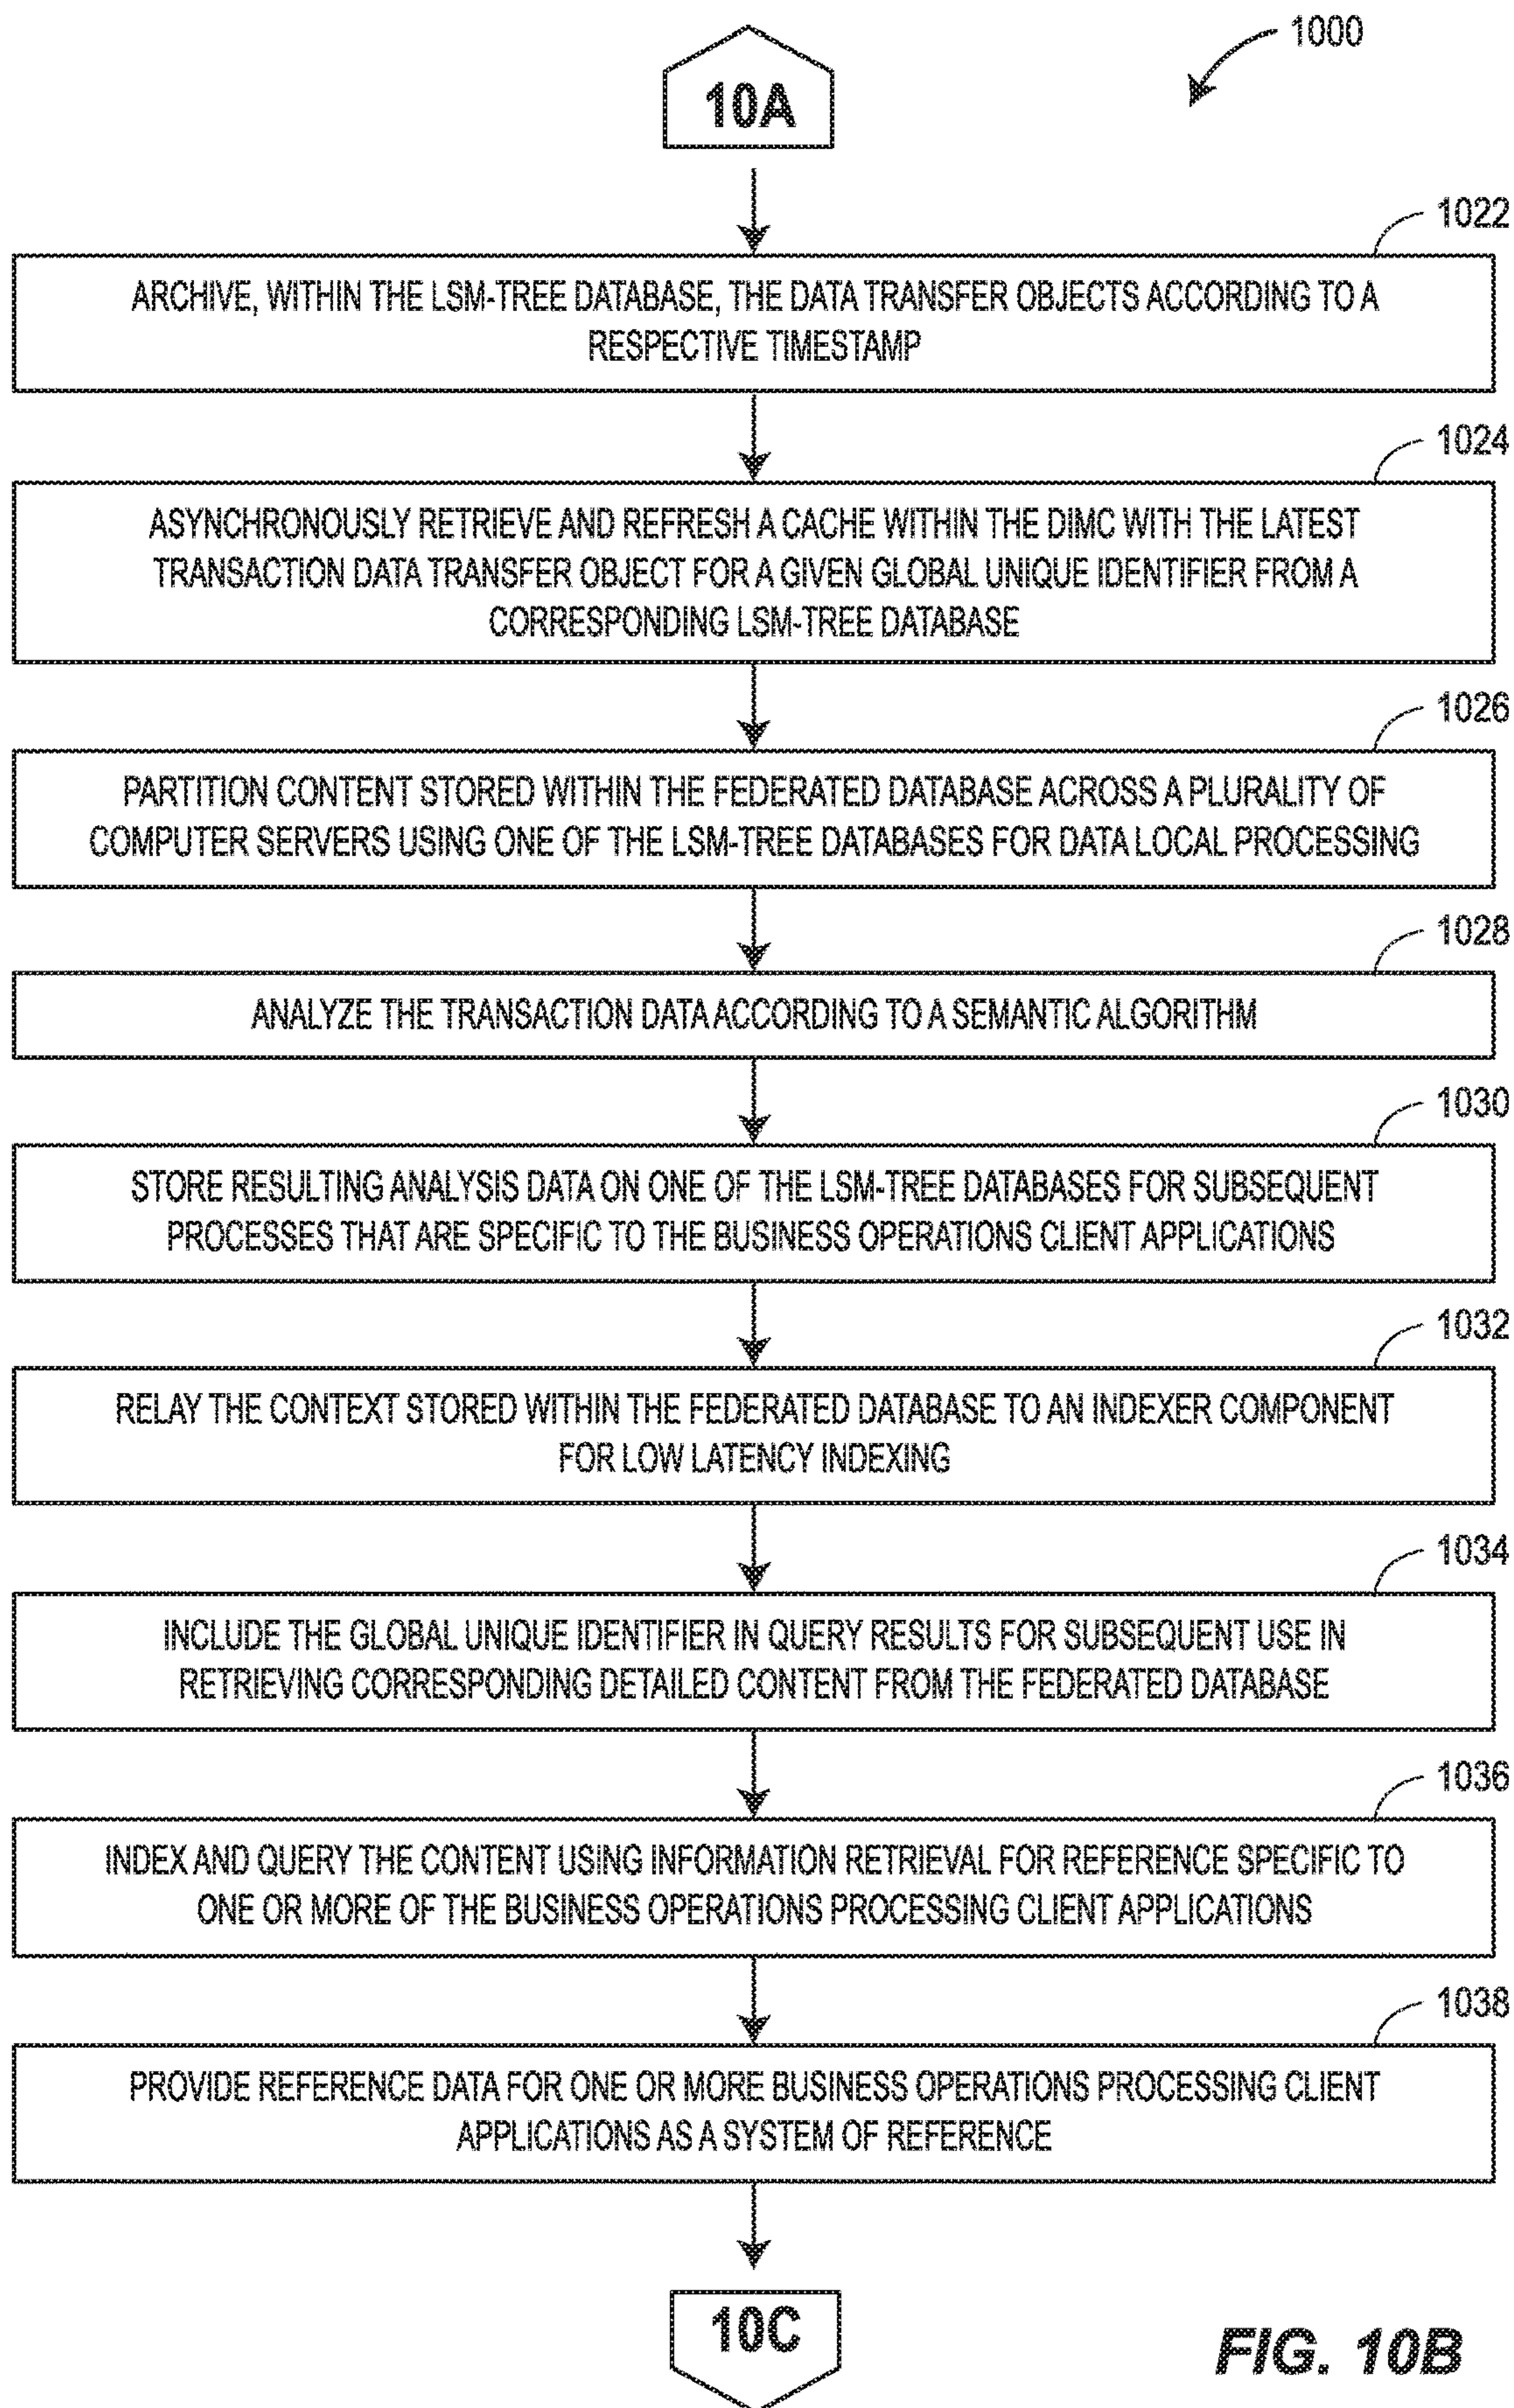 1000
10A
1022
ARCHIVE, WITHIN THE LSM-TREE DATABASE, THE DATA TRANSFER OBJECTS ACCORDING TO A
RESPECTIVE TIMESTAMP
1024
ASYNCHRONOUSLY RETRIEVE AND REFRESH A CACHE WITHIN THE DIMC WITH THE LATEST
TRANSACTION DATA TRANSFER OBJECT FOR A GIVEN GLOBAL UNIQUE IDENTIFIER FROM A
CORRESPONDING LSM-TREE DATABASE
1026
PARTITION CONTENT STORED WITHIN THE FEDERATED DATABASE ACROSS A PLURALITY OF
COMPUTER SERVERS USING ONE OF THE LSM-TREE DATABASES FOR DATA LOCAL PROCESSING
1028
ANALYZE THE TRANSACTION DATA ACCORDING TO A SEMANTIC ALGORITHM
1030
STORE RESULTING ANALYSIS DATA ON ONE OF THE LSM-TREE DATABASES FOR SUBSEQUENT
PROCESSES THAT ARE SPECIFIC TO THE BUSINESS OPERATIONS CLIENT APPLICATIONS
1032
RELAY THE CONTEXT STORED WITHIN THE FEDERATED DATABASE TO AN INDEXER COMPONENT
FOR LOW LATENCY INDEXING
1034
INCLUDE THE GLOBAL UNIQUE IDENTIFIER IN QUERY RESULTS FOR SUBSEQUENT USE IN
RETRIEVING CORRESPONDING DETAILED CONTENT FROM THE FEDERATED DATABASE
1036
INDEX AND QUERY THE CONTENT USING INFORMATION RETRIEVAL FOR REFERENCE SPECIFIC TO
ONE OR MORE OF THE BUSINESS OPERATIONS PROCESSING CLIENT APPLICATIONS
1038
PROVIDE REFERENCE DATA FOR ONE OR MORE BUSINESS OPERATIONS PROCESSING CLIENT
APPLICATIONS AS A SYSTEM OF REFERENCE
10C
FIG. 10B